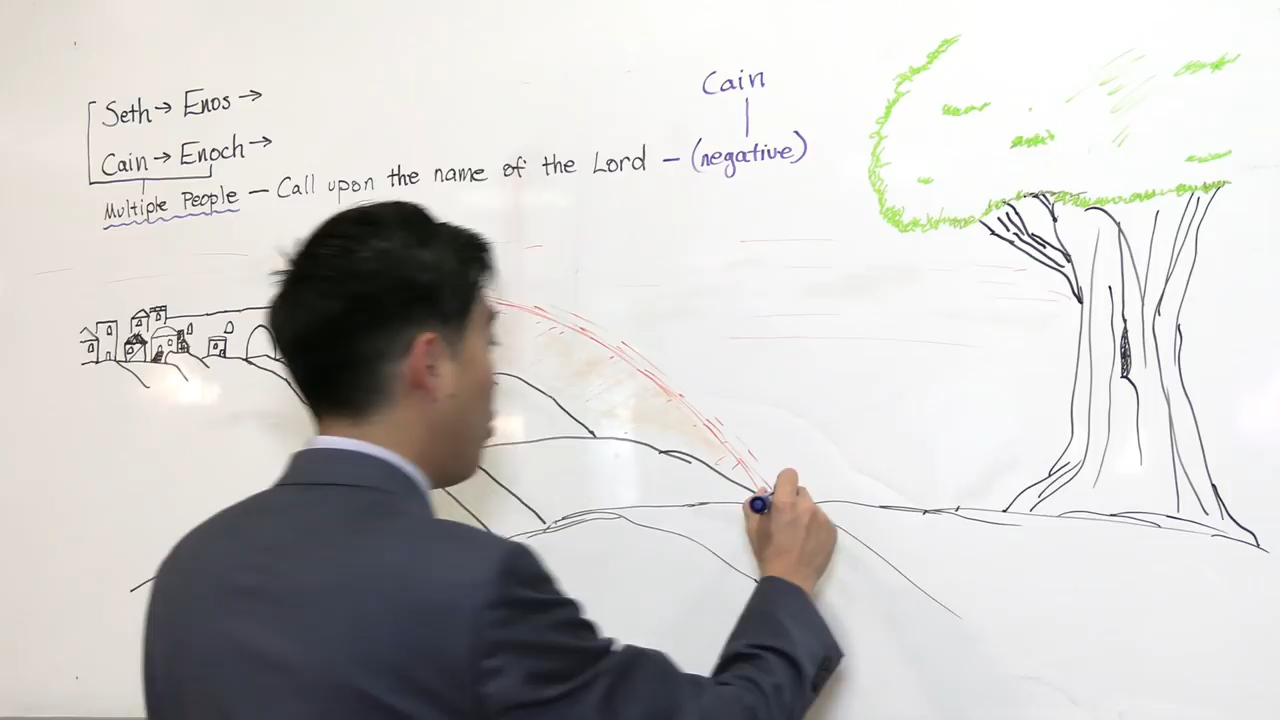 Seth → Enos →
Cain → Enoch →
Multiple People – Call upon the name of the Lord – (negative)
Cain